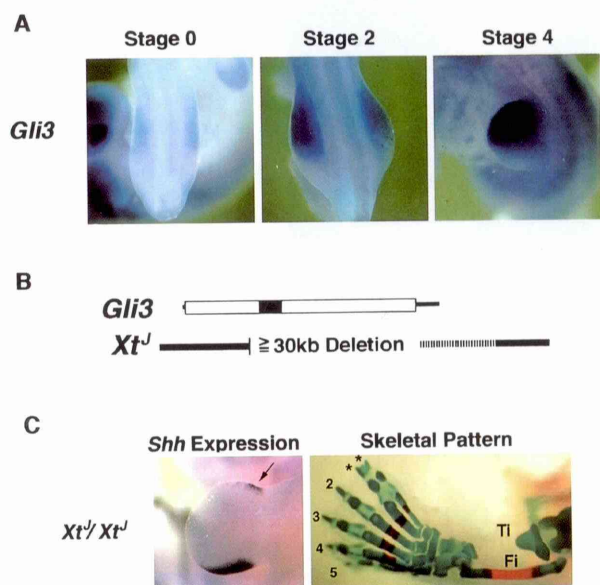 A
Stage 0 Stage 2 Stage 4
Gli3
B
Gli3
Xt^J ≧ 30kb Deletion
C
Shh Expression Skeletal Pattern
Xt^J/Xt^J
* *
2
3
4
5
Ti
Fi